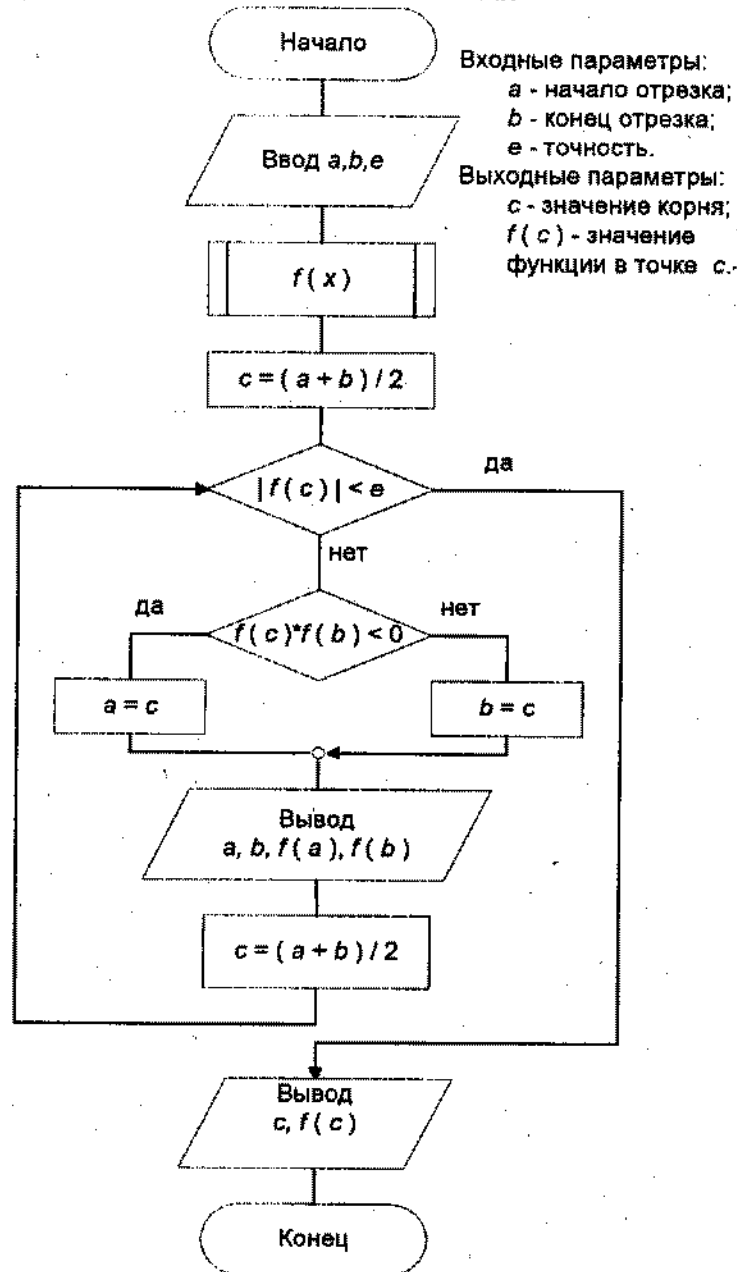 Начало
Входные параметры:
a - начало отрезка;
b - конец отрезка;
e - точность.
Выходные параметры:
c - значение корня;
f ( c ) - значение
функции в точке c.
Ввод a,b,e
f ( x )
c = ( a + b ) / 2
| f ( c ) | < e
да
нет
f ( c )*f ( b ) < 0
да
нет
a = c
b = c
Вывод
a, b, f ( a ), f ( b )
c = ( a + b ) / 2
Вывод
c, f ( c )
Конец